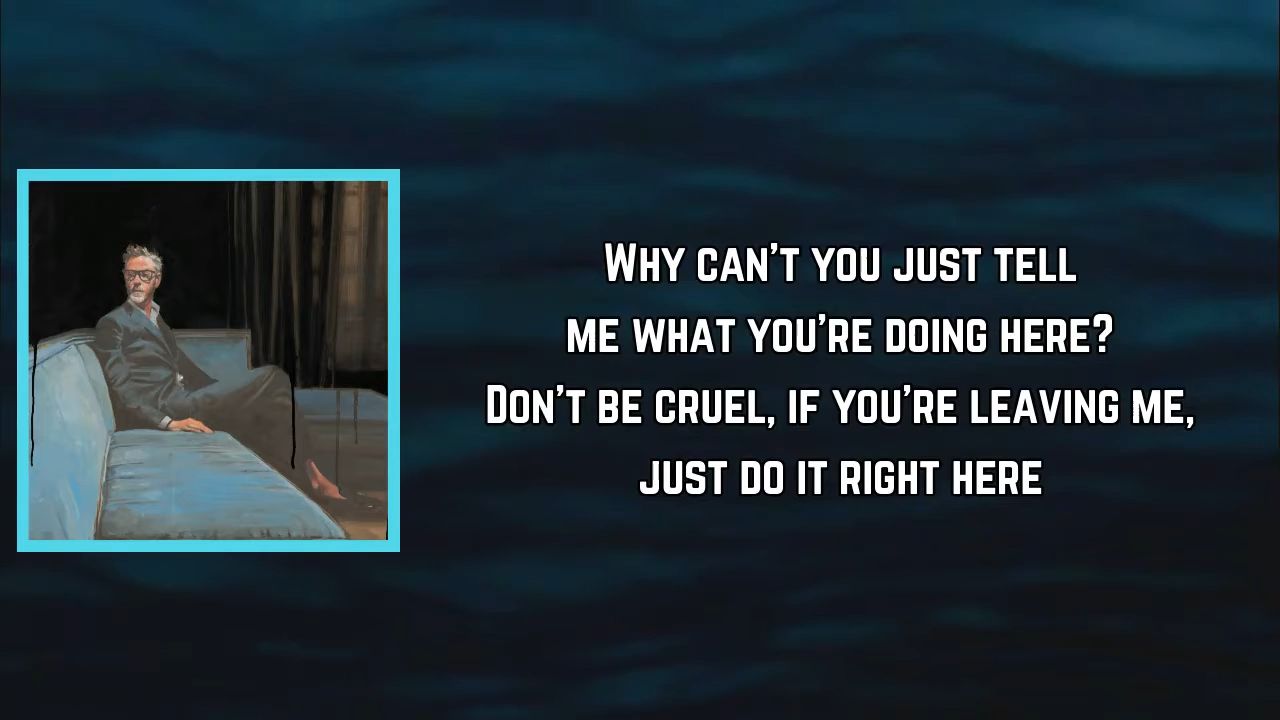 Why can't you just tell
me what you're doing here?
Don't be cruel, if you're leaving me,
just do it right here